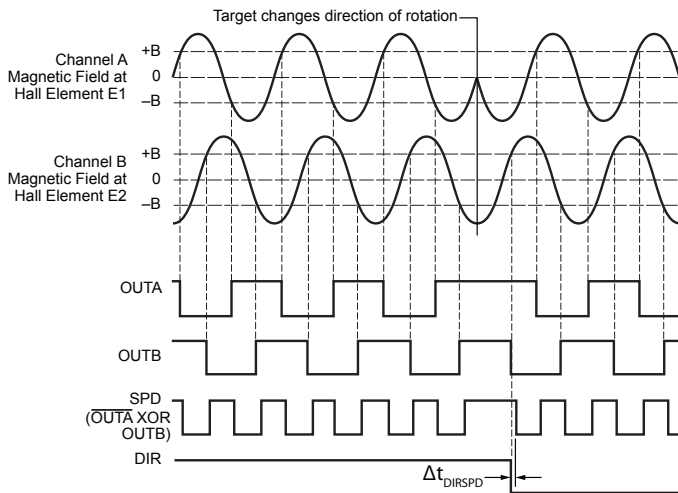 Target changes direction of rotation
Channel A
Magnetic Field at
Hall Element E1
+B
0
–B
Channel B
Magnetic Field at
Hall Element E2
+B
0
–B
OUTA
OUTB
SPD
(OUTA XOR
OUTB)
DIR
Δt DIRSPD